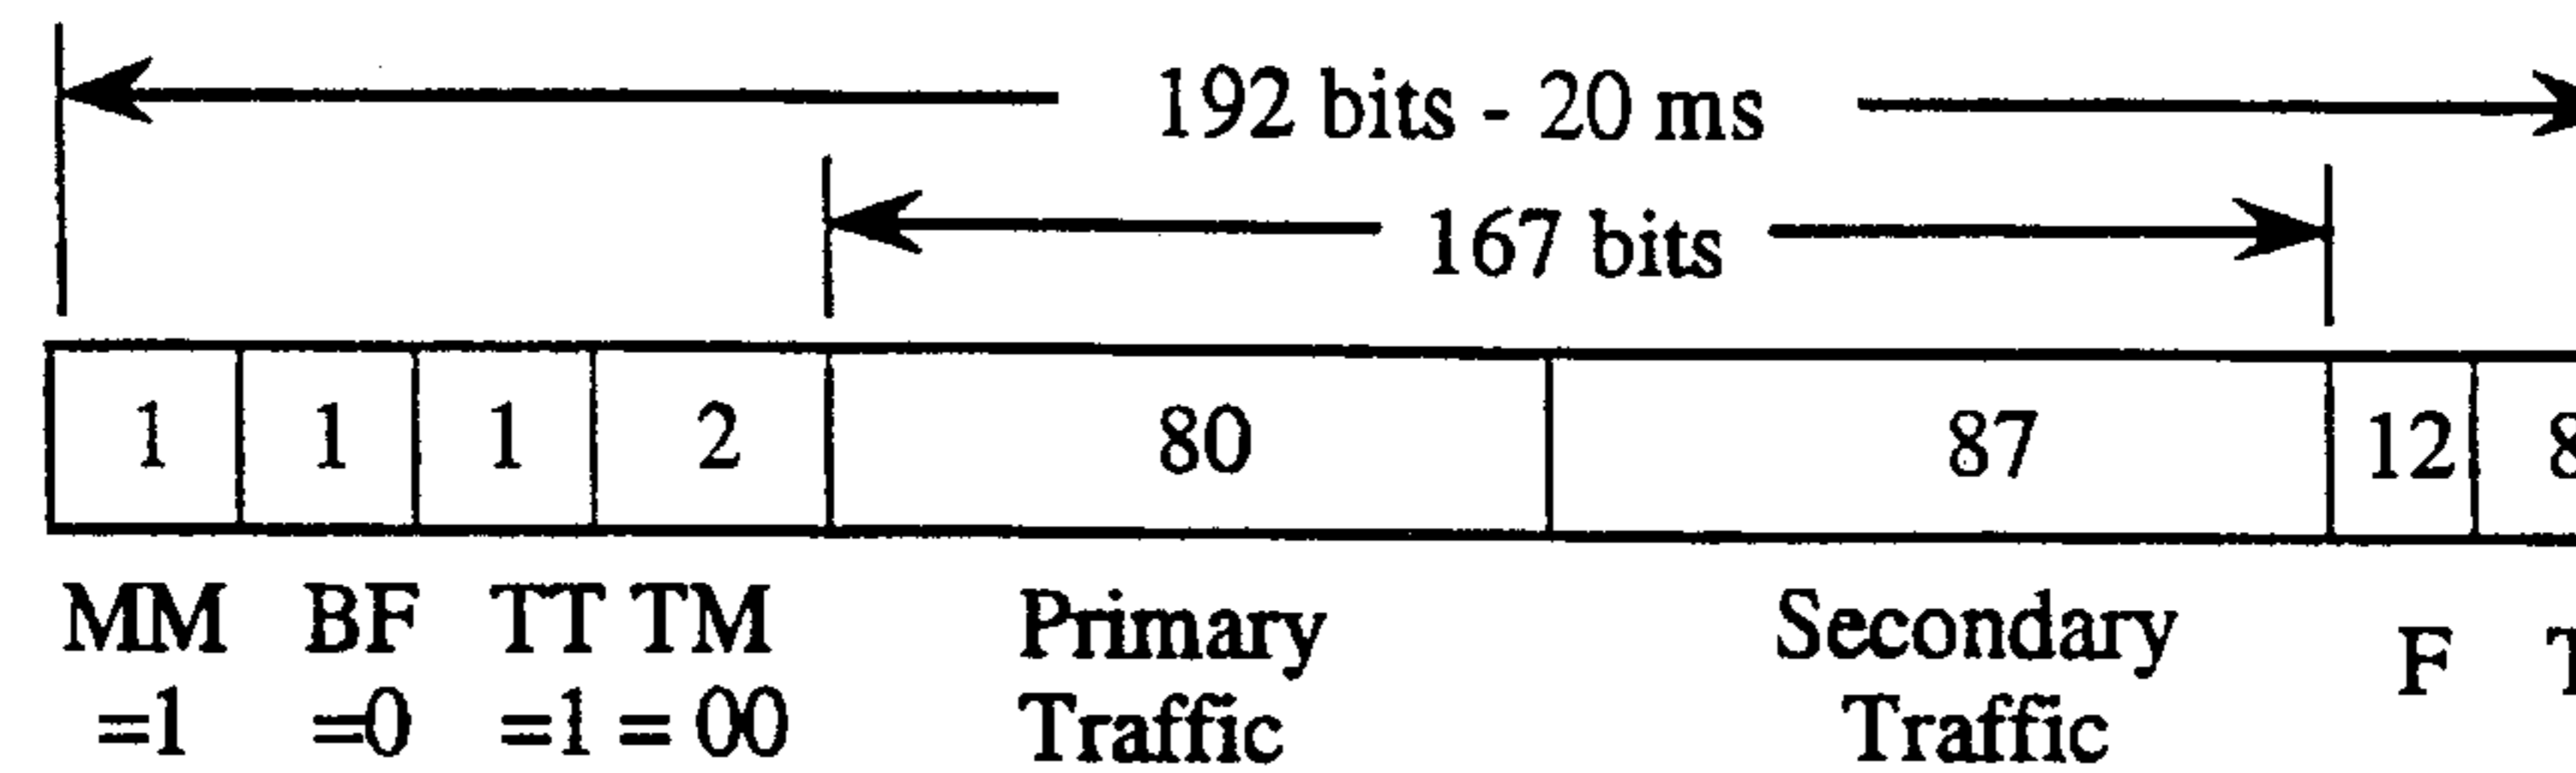 192 bits - 20 ms
167 bits
1 1 1 2 80 87 12 8
MM BF TT TM Primary Traffic Secondary Traffic F T
=1 =0 =1 = 00